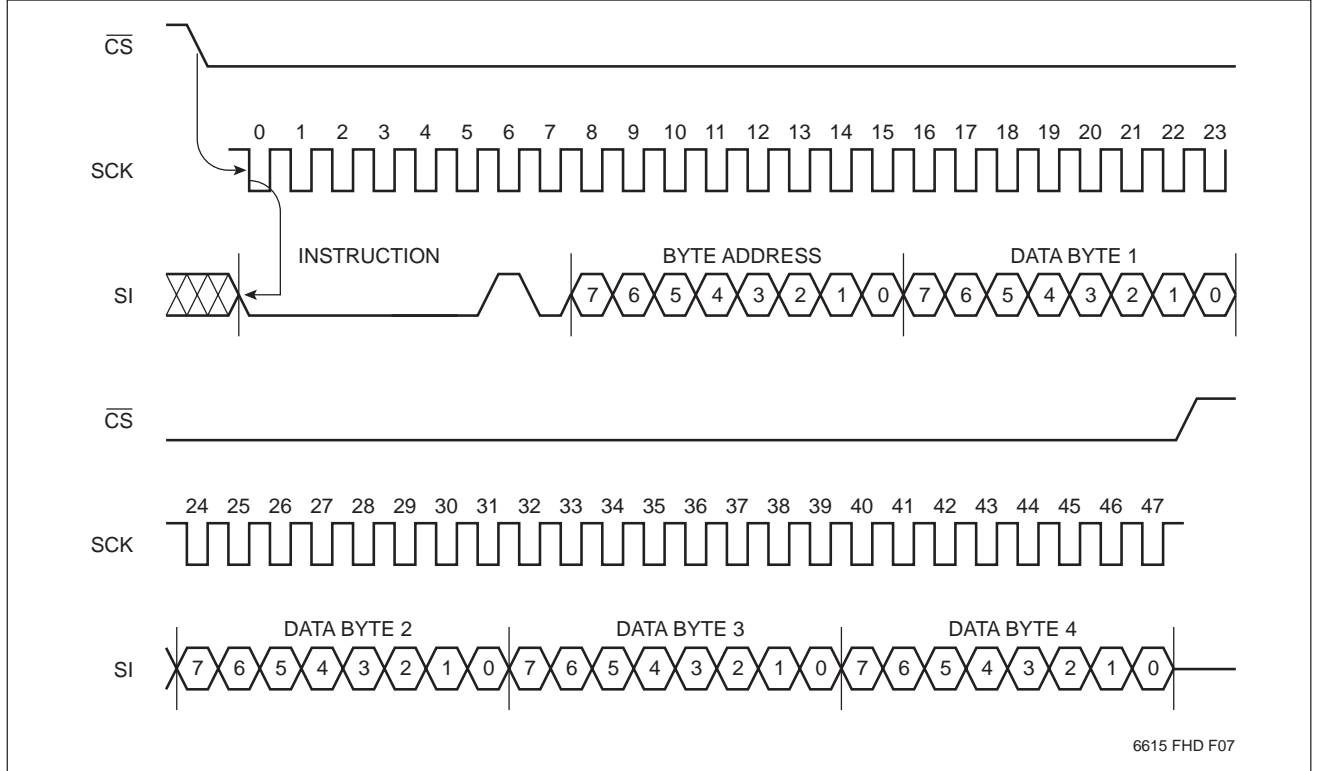 CS
0 1 2 3 4 5 6 7 8 9 10 11 12 13 14 15 16 17 18 19 20 21 22 23
SCK
INSTRUCTION BYTE ADDRESS DATA BYTE 1
SI 7 6 5 4 3 2 1 0 7 6 5 4 3 2 1 0
CS
24 25 26 27 28 29 30 31 32 33 34 35 36 37 38 39 40 41 42 43 44 45 46 47
SCK
DATA BYTE 2 DATA BYTE 3 DATA BYTE 4
SI 7 6 5 4 3 2 1 0 7 6 5 4 3 2 1 0 7 6 5 4 3 2 1 0
6615 FHD F07